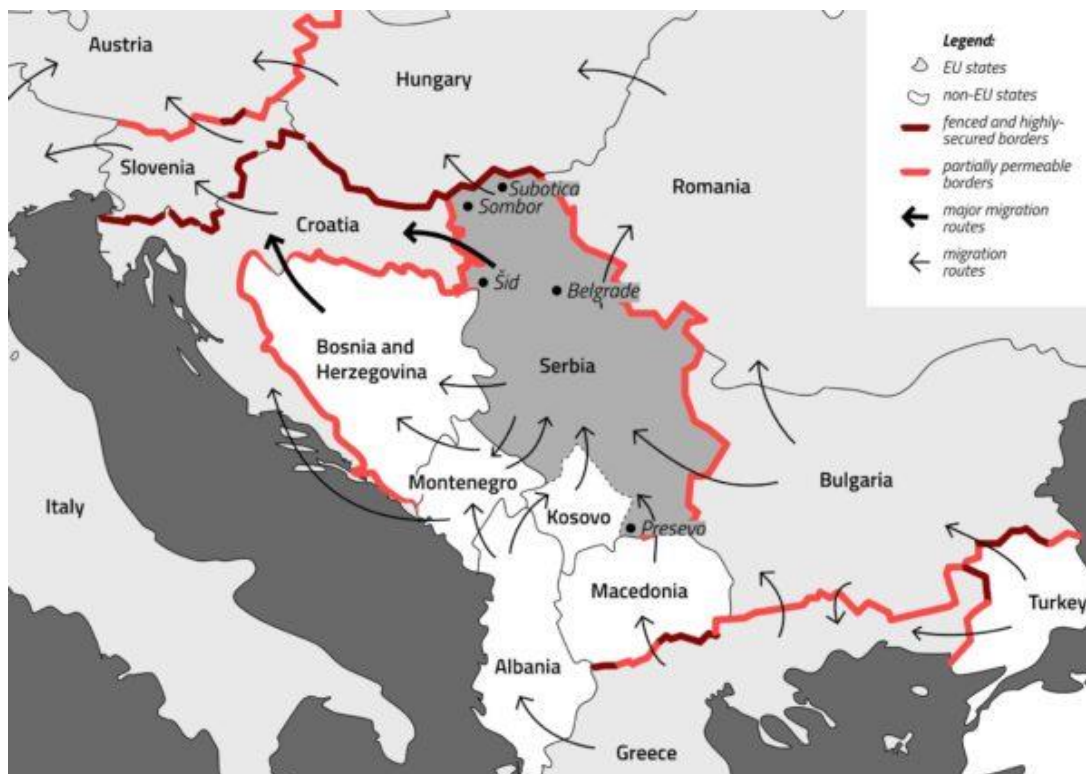 Austria
Hungary
Slovenia
Croatia
Romania
Subotica
Sombor
Šid
Belgrade
Bosnia and
Herzegovina
Serbia
Montenegro
Kosovo
Presevo
Bulgaria
Italy
Macedonia
Turkey
Albania
Greece
Legend:
EU states
non-EU states
fenced and highly-
secured borders
partially permeable
borders
major migration
routes
migration
routes